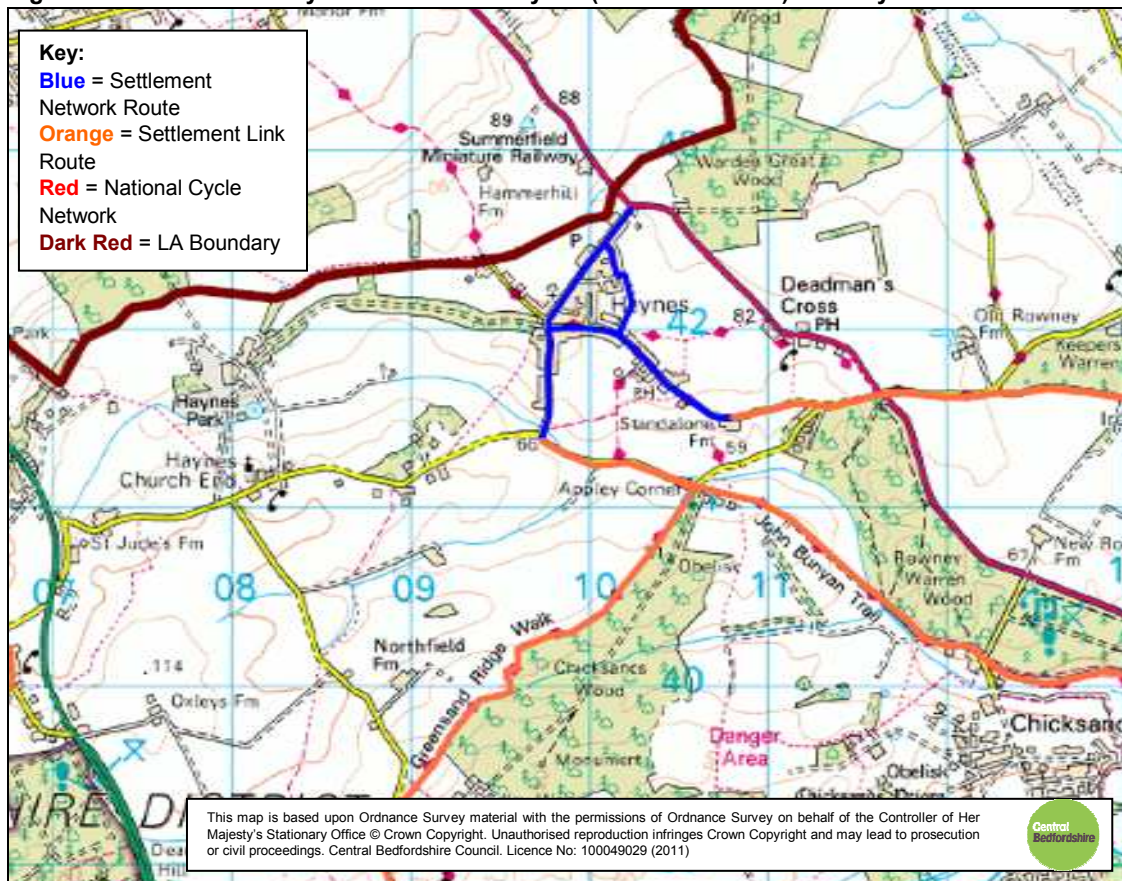 Key:
Blue = Settlement
Network Route
Orange = Settlement Link
Route
Red = National Cycle
Network
Dark Red = LA Boundary
Wood
88
89
Summerfield
Miniature Railway
Hammerhill
Fm
Warden Great
Wood
P
Haynes
42
82
Deadman's
Cross
PH
Old Rowney
Fm
Keepers
Warren
Park
Haynes
Park
PH
Standalone
Fm
59
66
Haynes
Church End
Appley Corner
St Jude's Fm
Obelisk
John Bunyan Trail
Rowney
Warren
Wood
67
Fm
08
09
10
11
Northfield
Fm
Greensand Ridge Walk
Chicksands
Wood
40
114
Oxleys Fm
Danger
Area
Monument
Chicksand
Obelisk
Chicksands Priory
This map is based upon Ordnance Survey material with the permissions of Ordnance Survey on behalf of the Controller of Her
Majesty's Stationary Office © Crown Copyright. Unauthorised reproduction infringes Crown Copyright and may lead to prosecution
or civil proceedings. Central Bedfordshire Council. Licence No: 100049029 (2011)
Central
Bedfordshire